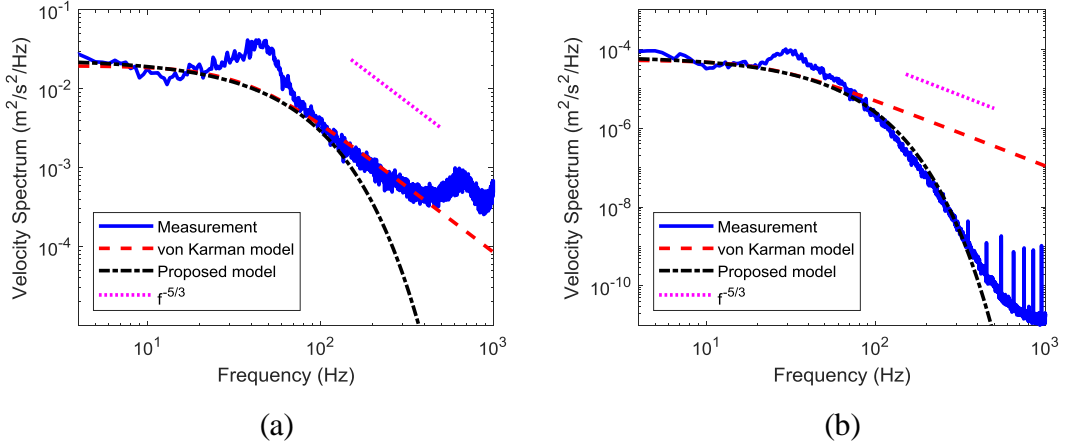 10^-1
10^-2
10^-3
10^-4
Velocity Spectrum (m^2/s^2/Hz)
Measurement
von Karman model
Proposed model
f^-5/3
10^1
10^2
10^3
Frequency (Hz)
(a)
10^-4
10^-6
10^-8
10^-10
Velocity Spectrum (m^2/s^2/Hz)
Measurement
von Karman model
Proposed model
f^-5/3
10^1
10^2
10^3
Frequency (Hz)
(b)